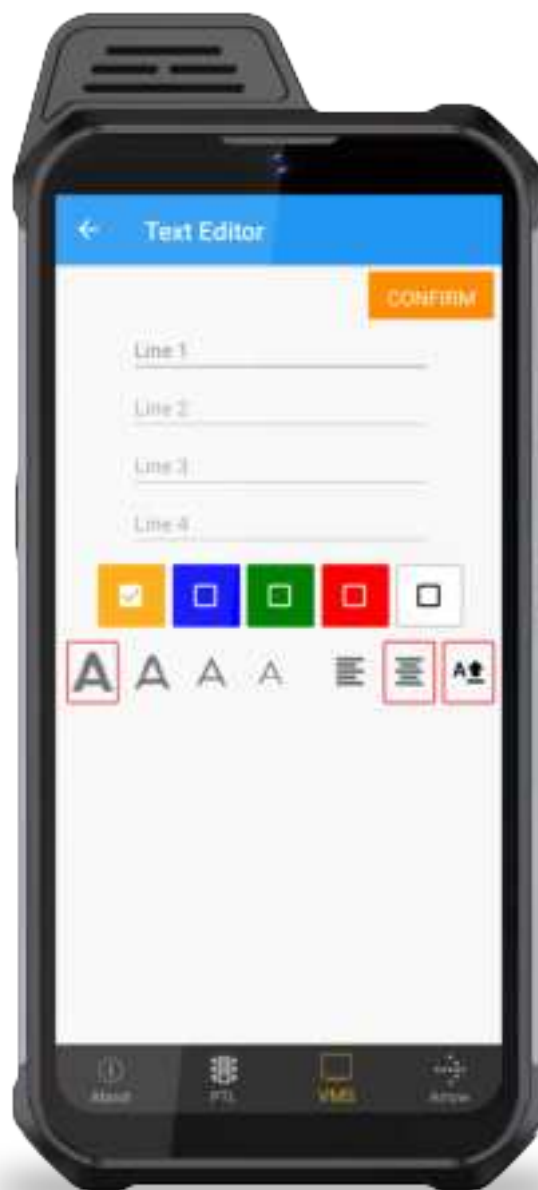 Text Editor
CONFIRM
Line 1
Line 2
Line 3
Line 4
A A A A A
About PTL VMS Arrow